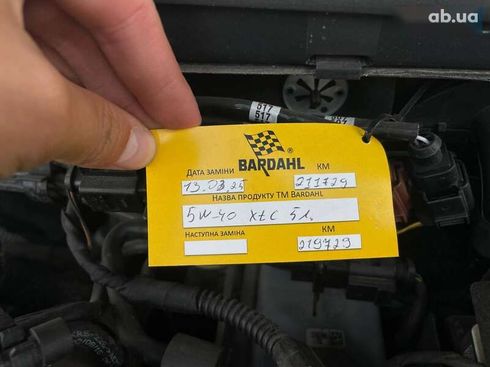 ab.ua
517
517
BARDAHL
ДАТА ЗАМІНИ КМ
13.03.25 211729
НАЗВА ПРОДУКТУ ТМ BARDAHL
5W-40 XtC 5л.
НАСТУПНА ЗАМІНА КМ
219729